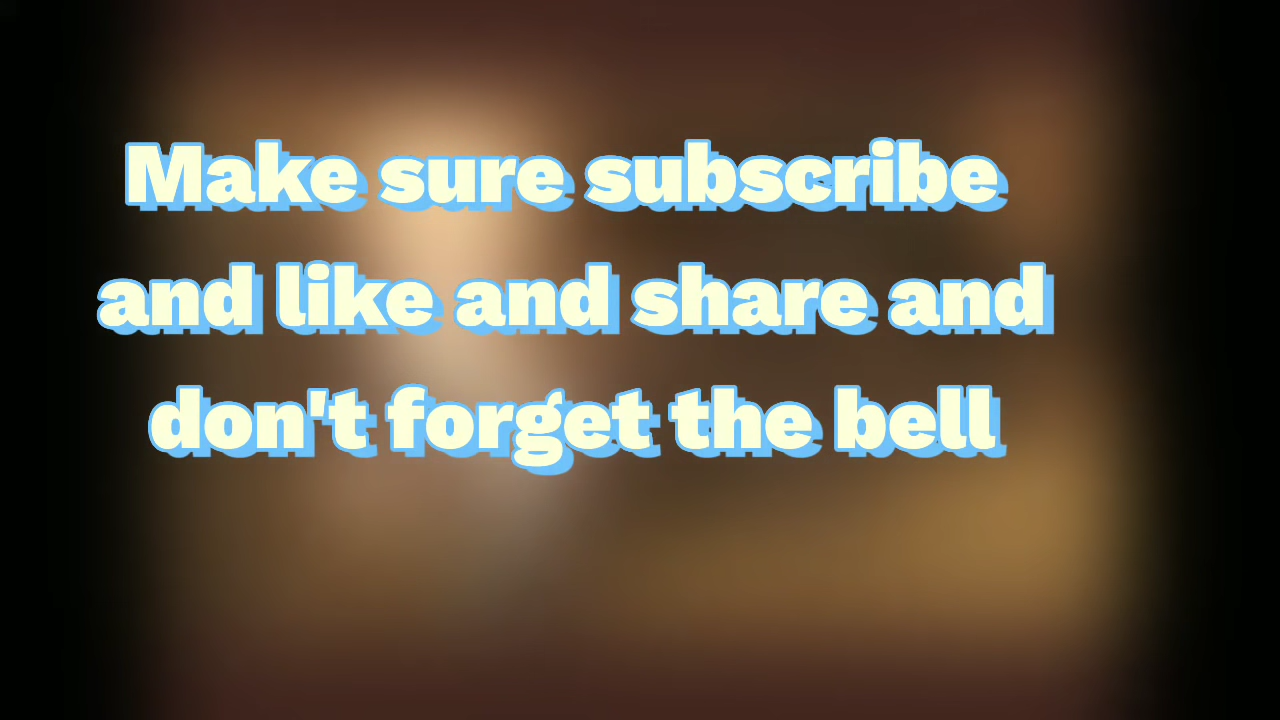 Make sure subscribe
and like and share and
don't forget the bell